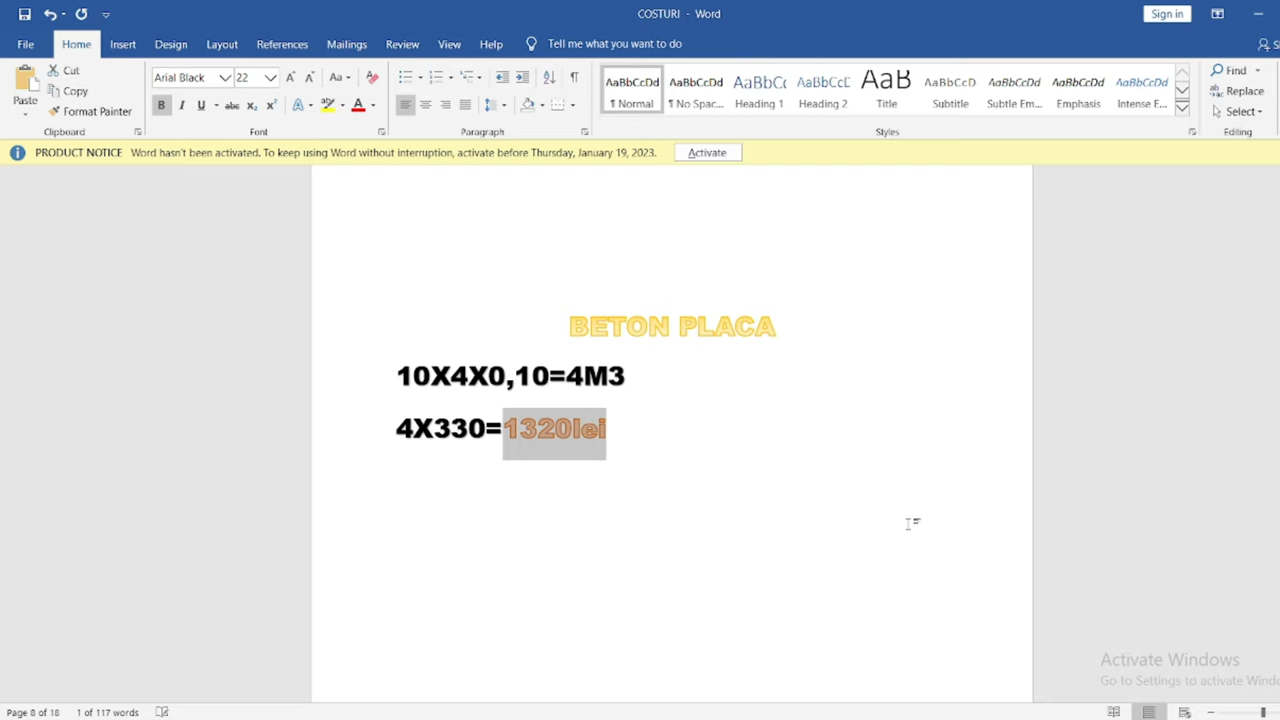 COSTURI - Word
Sign in
File Home Insert Design Layout References Mailings Review View Help Tell me what you want to do
Paste
Cut
Copy
Format Painter
Clipboard
Arial Black 22
Font
Paragraph
AaBbCcDd AaBbCcDd AaBbCc AaBbCcC AaB AaBbCcD AaBbCcDd AaBbCcDd AaBbCcDd
¶ Normal ¶ No Spac... Heading 1 Heading 2 Title Subtitle Subtle Em... Emphasis Intense E...
Styles
Find
Replace
Select
Editing
PRODUCT NOTICE Word hasn't been activated. To keep using Word without interruption, activate before Thursday, January 19, 2023. Activate
BETON PLACA
10X4X0,10=4M3
4X330=1320lei
Activate Windows
Go to Settings to activate Windo
Page 8 of 18 1 of 117 words